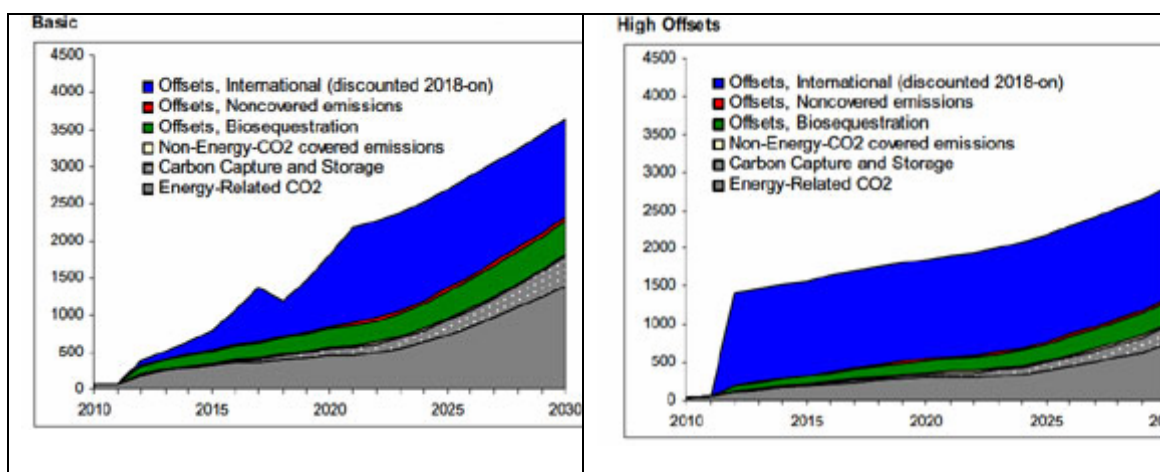 Basic
4500
4000
3500
3000
2500
2000
1500
1000
500
0
Offsets, International (discounted 2018-on)
Offsets, Noncovered emissions
Offsets, Biosequestration
Non-Energy-CO2 covered emissions
Carbon Capture and Storage
Energy-Related CO2
2010 2015 2020 2025 2030
High Offsets
4500
4000
3500
3000
2500
2000
1500
1000
500
0
Offsets, International (discounted 2018-on)
Offsets, Noncovered emissions
Offsets, Biosequestration
Non-Energy-CO2 covered emissions
Carbon Capture and Storage
Energy-Related CO2
2010 2015 2020 2025